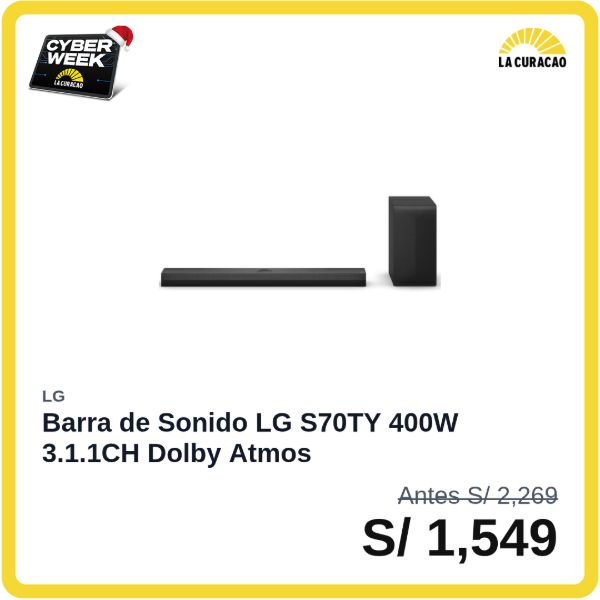 CYBER
WEEK
LA CURACAO
LA CURACAO
LG
Barra de Sonido LG S70TY 400W
3.1.1CH Dolby Atmos
Antes S/ 2,269
S/ 1,549